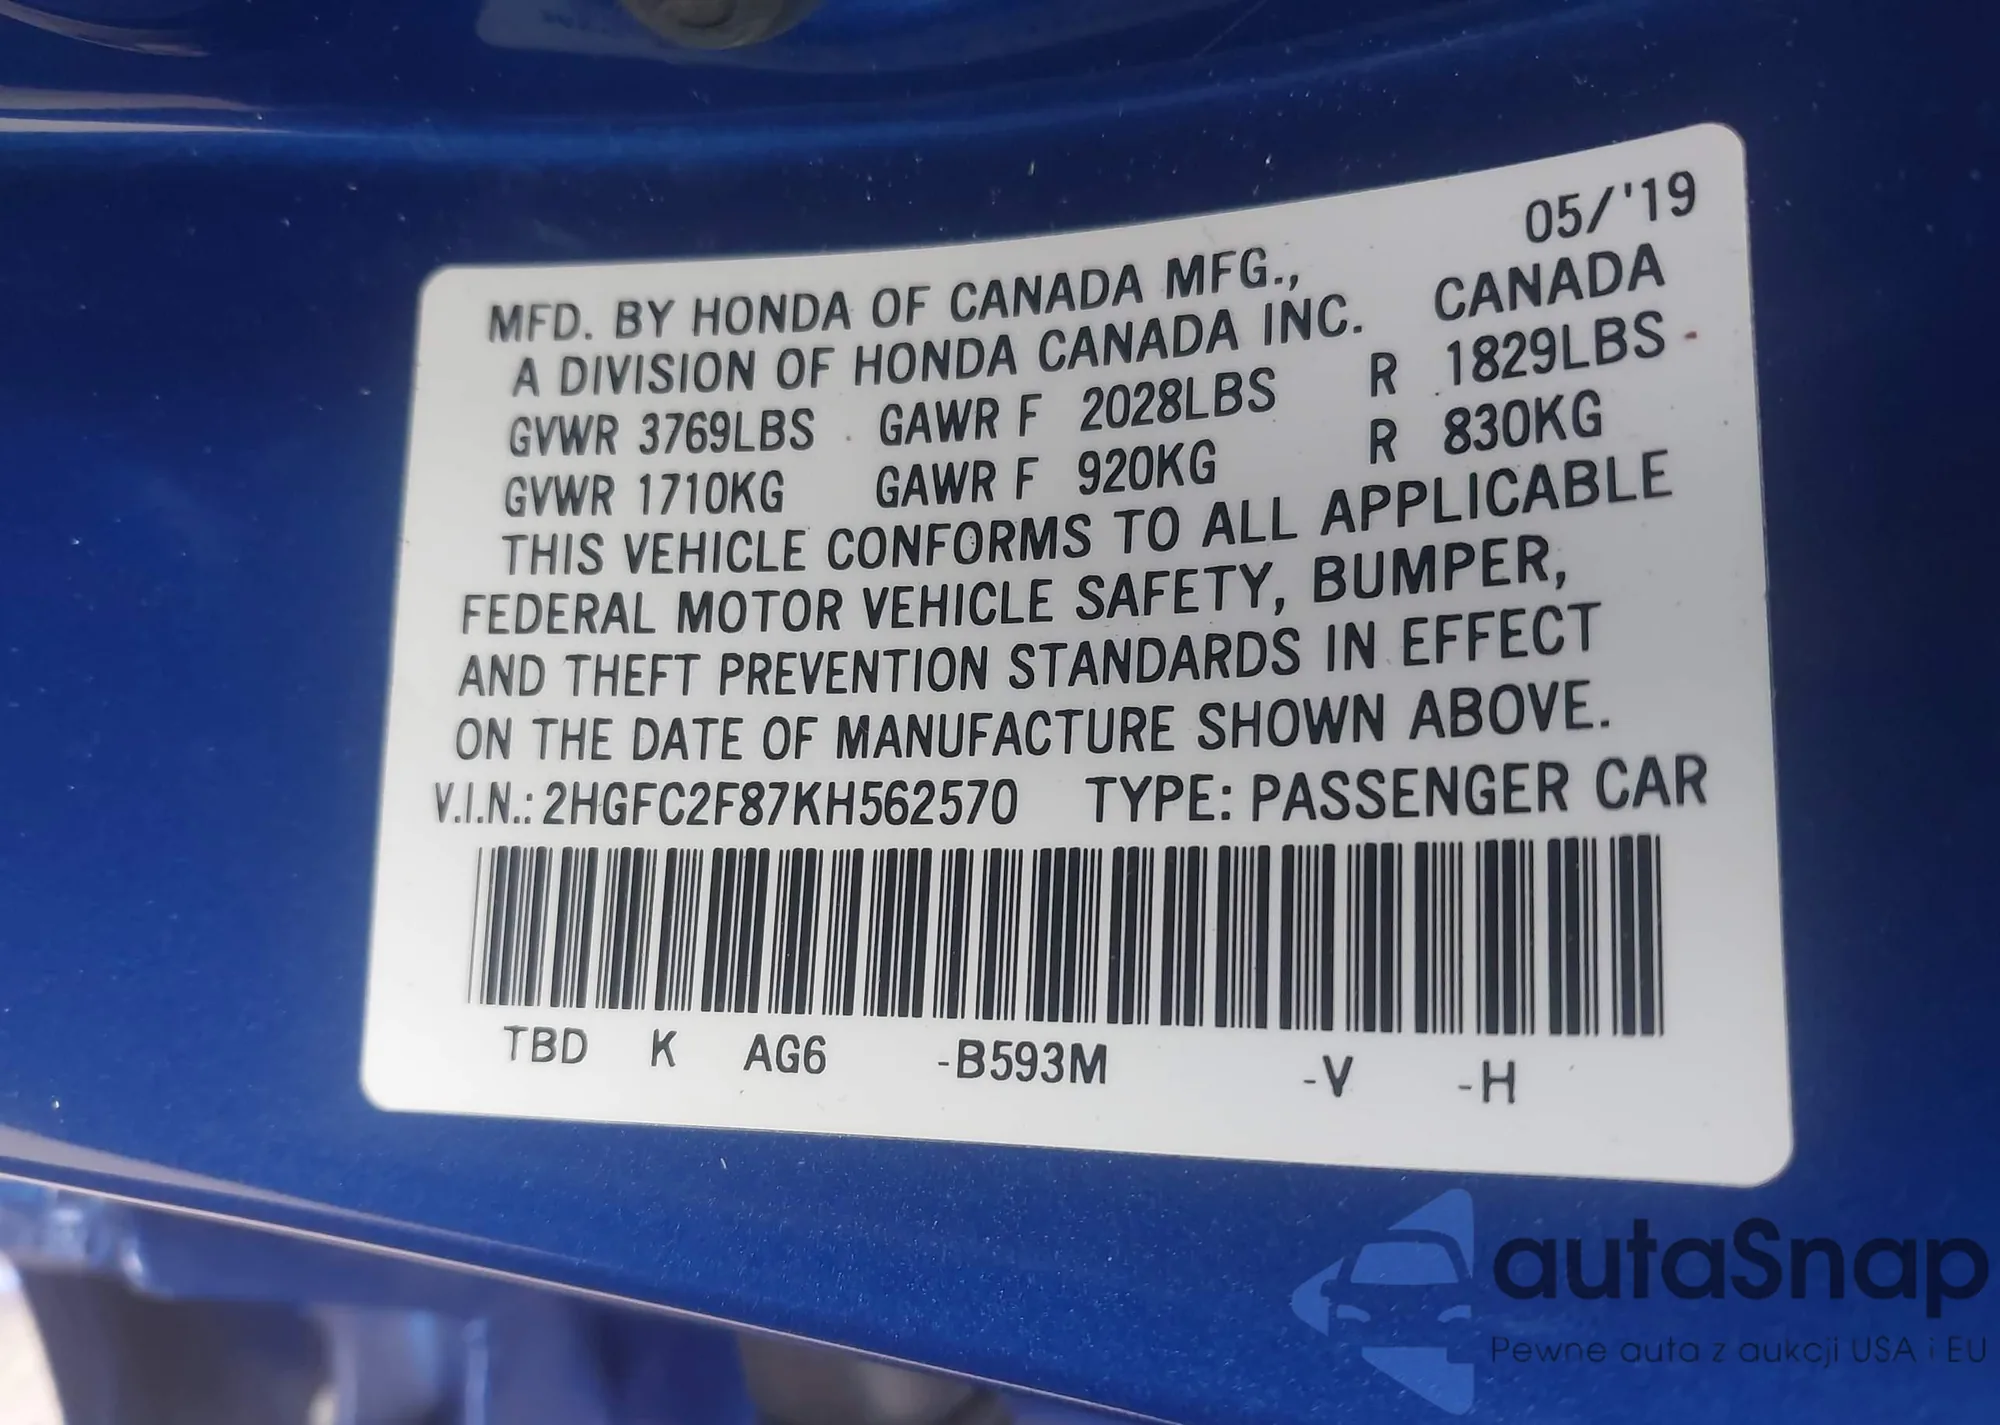 05/'19
MFD. BY HONDA OF CANADA MFG.,
A DIVISION OF HONDA CANADA INC. CANADA
GVWR 3769LBS GAWR F 2028LBS R 1829LBS
GVWR 1710KG GAWR F 920KG R 830KG
THIS VEHICLE CONFORMS TO ALL APPLICABLE
FEDERAL MOTOR VEHICLE SAFETY, BUMPER,
AND THEFT PREVENTION STANDARDS IN EFFECT
ON THE DATE OF MANUFACTURE SHOWN ABOVE.
V.I.N.: 2HGFC2F87KH562570 TYPE: PASSENGER CAR
TBD K AG6 -B593M -V -H
autaSnap
Pewne auta z aukcji USA i EU